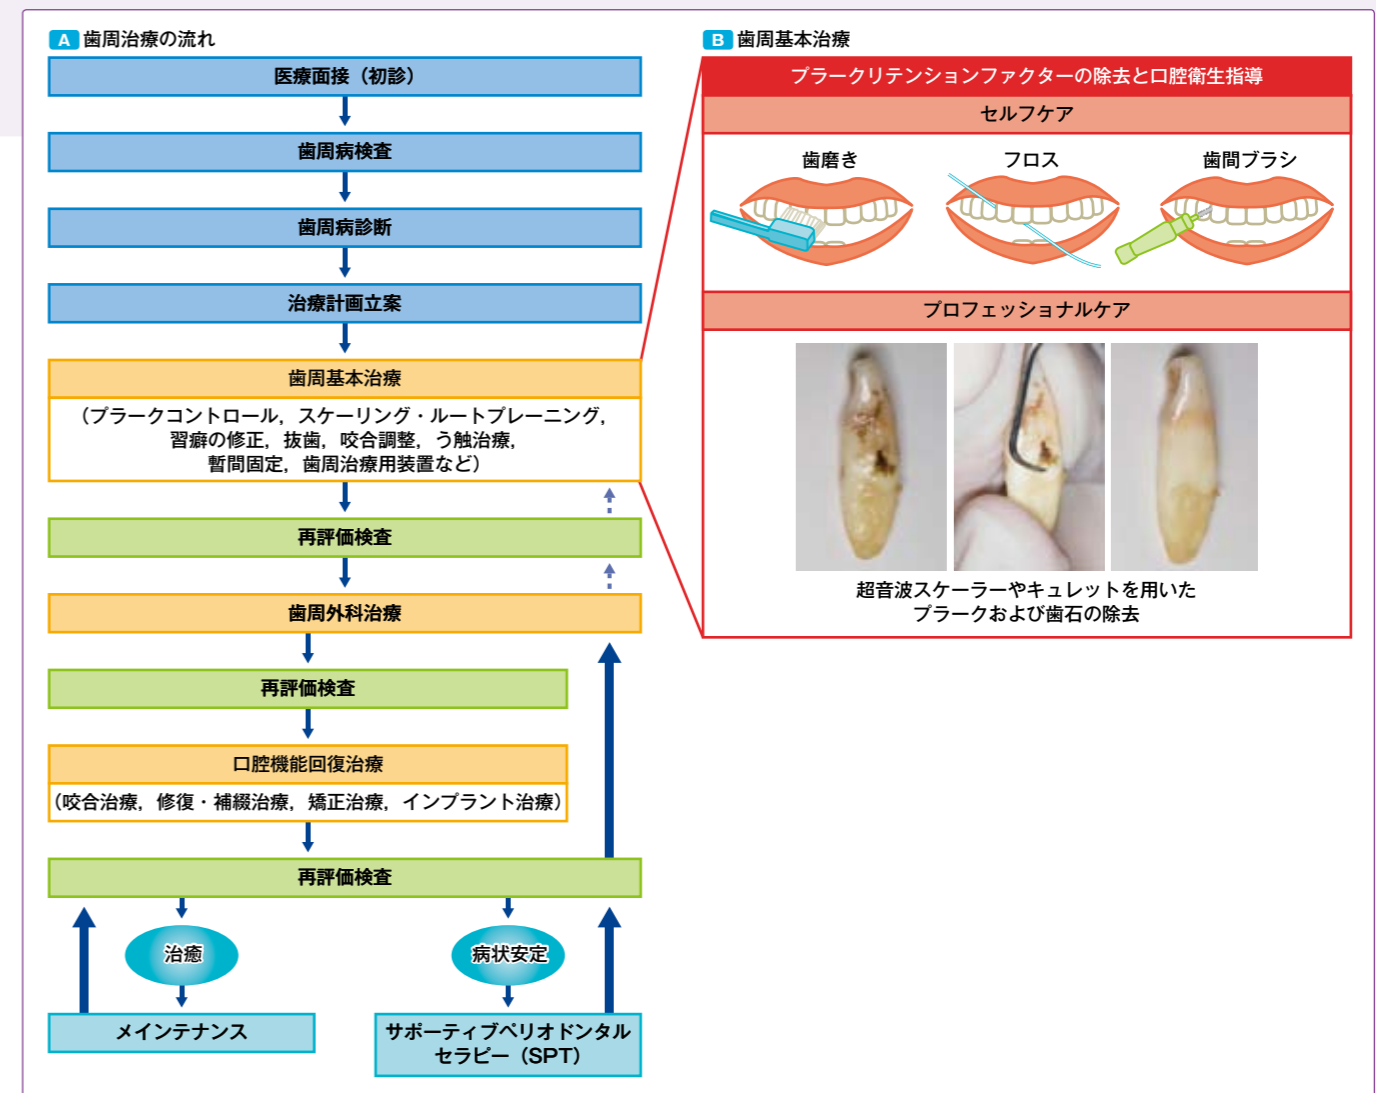 A 歯周治療の流れ
医療面接（初診）
歯周病検査
歯周病診断
治療計画立案
歯周基本治療
（プラークコントロール，スケーリング・ルートプレーニング，
習癖の修正，抜歯，咬合調整，う触治療，
暫間固定，歯周治療用装置など）
再評価検査
歯周外科治療
再評価検査
口腔機能回復治療
（咬合治療，修復・補綴治療，矯正治療，インプラント治療）
再評価検査
治癒
病状安定
メインテナンス
サポーティブペリオドンタル
セラピー（SPT）
B 歯周基本治療
プラークリテンションファクターの除去と口腔衛生指導
セルフケア
歯磨き
フロス
歯間ブラシ
プロフェッショナルケア
超音波スケーラーやキュレットを用いた
プラークおよび歯石の除去